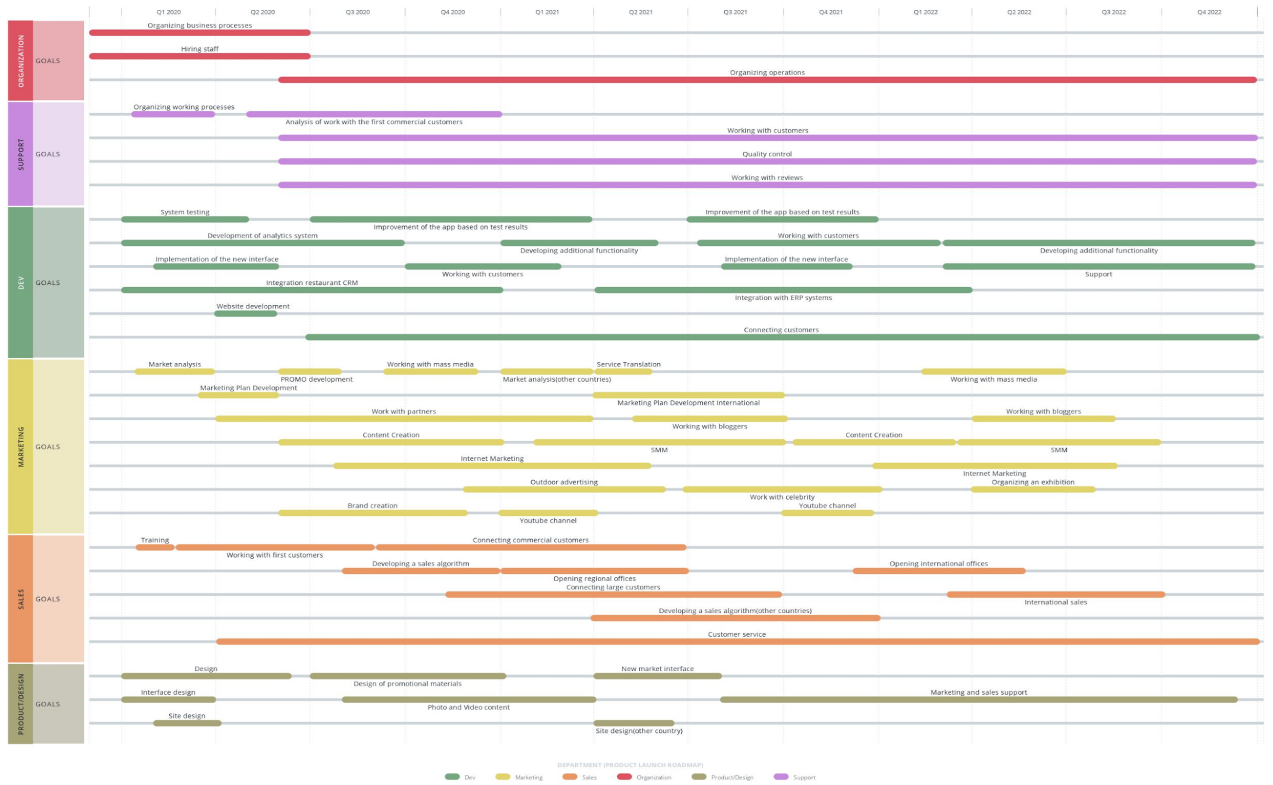 Q1 2020 Q2 2020 Q3 2020 Q4 2020 Q1 2021 Q2 2021 Q3 2021 Q4 2021 Q1 2022 Q2 2022 Q3 2022 Q4 2022
ORGANIZATION
GOALS
Organizing business processes
Hiring staff
Organizing operations
SUPPORT
GOALS
Organizing working processes
Analysis of work with the first commercial customers
Working with customers
Quality control
Working with reviews
DEV
GOALS
System testing
Improvement of the app based on test results
Improvement of the app based on test results
Development of analytics system
Developing additional functionality
Working with customers
Developing additional functionality
Implementation of the new interface
Working with customers
Implementation of the new interface
Support
Integration restaurant CRM
Integration with ERP systems
Website development
Connecting customers
MARKETING
GOALS
Market analysis
PROMO development
Working with mass media
Market analysis(other countries)
Service Translation
Working with mass media
Marketing Plan Development
Marketing Plan Development International
Work with partners
Working with bloggers
Working with bloggers
Content Creation
SMM
Content Creation
SMM
Internet Marketing
Internet Marketing
Outdoor advertising
Work with celebrity
Organizing an exhibition
Brand creation
Youtube channel
Youtube channel
SALES
GOALS
Training
Working with first customers
Connecting commercial customers
Developing a sales algorithm
Opening regional offices
Opening international offices
Connecting large customers
International sales
Developing a sales algorithm(other countries)
Customer service
PRODUCT/DESIGN
GOALS
Design
Design of promotional materials
New market interface
Interface design
Photo and Video content
Marketing and sales support
Site design
Site design(other country)
DEPARTMENT (PRODUCT LAUNCH ROADMAP)
Dev Marketing Sales Organization Product/Design Support